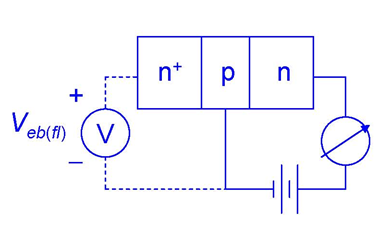 n⁺ p n
+
V_eb(fl)
V
−